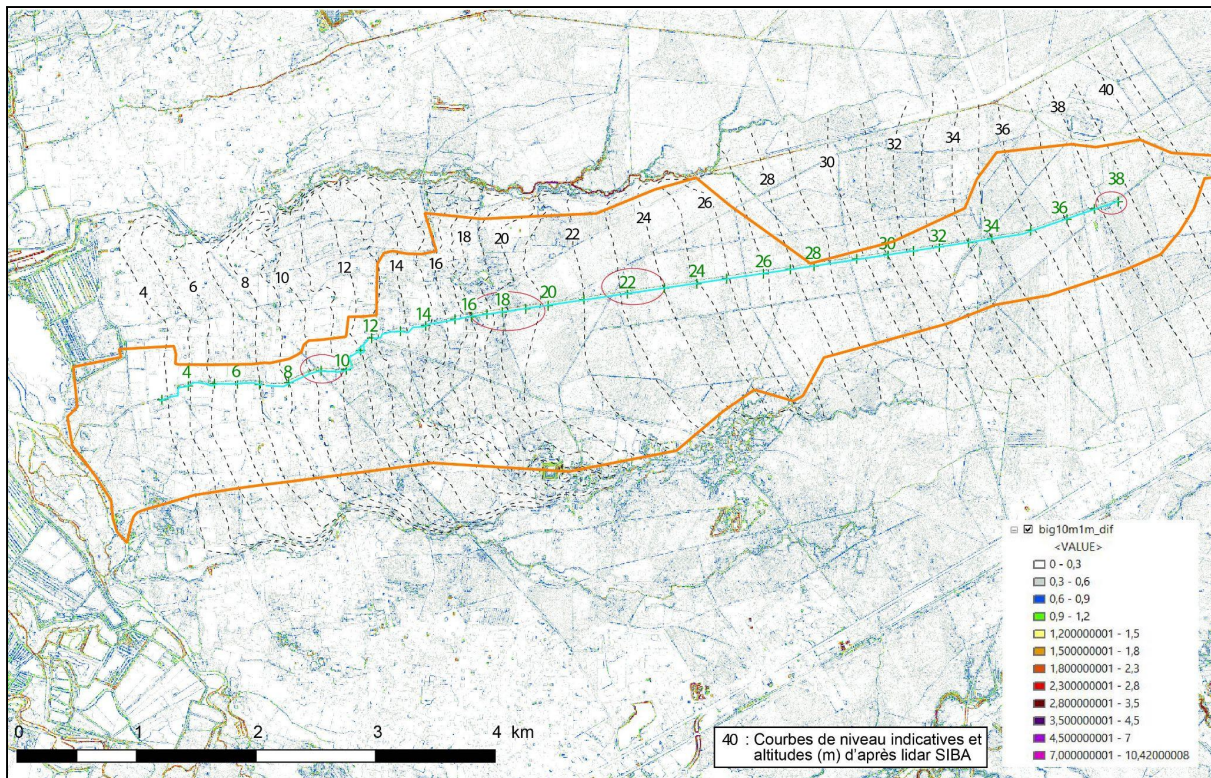 40
38
36
34
32
30
28
26
24
22
20
18
16
14
12
10
8
6
4
38
36
34
32
30
28
26
24
22
20
18
16
14
12
10
8
6
4
big10m1m_dif
<VALUE>
0 - 0,3
0,3 - 0,6
0,6 - 0,9
0,9 - 1,2
1,200000001 - 1,5
1,500000001 - 1,8
1,800000001 - 2,3
2,300000001 - 2,8
2,800000001 - 3,5
3,500000001 - 4,5
4,500000001 - 7
7,000000001 - 10,42000008
0 1 2 3 4 km
40 : Courbes de niveau indicatives et
altitudes (m) d'après lidar SIBA